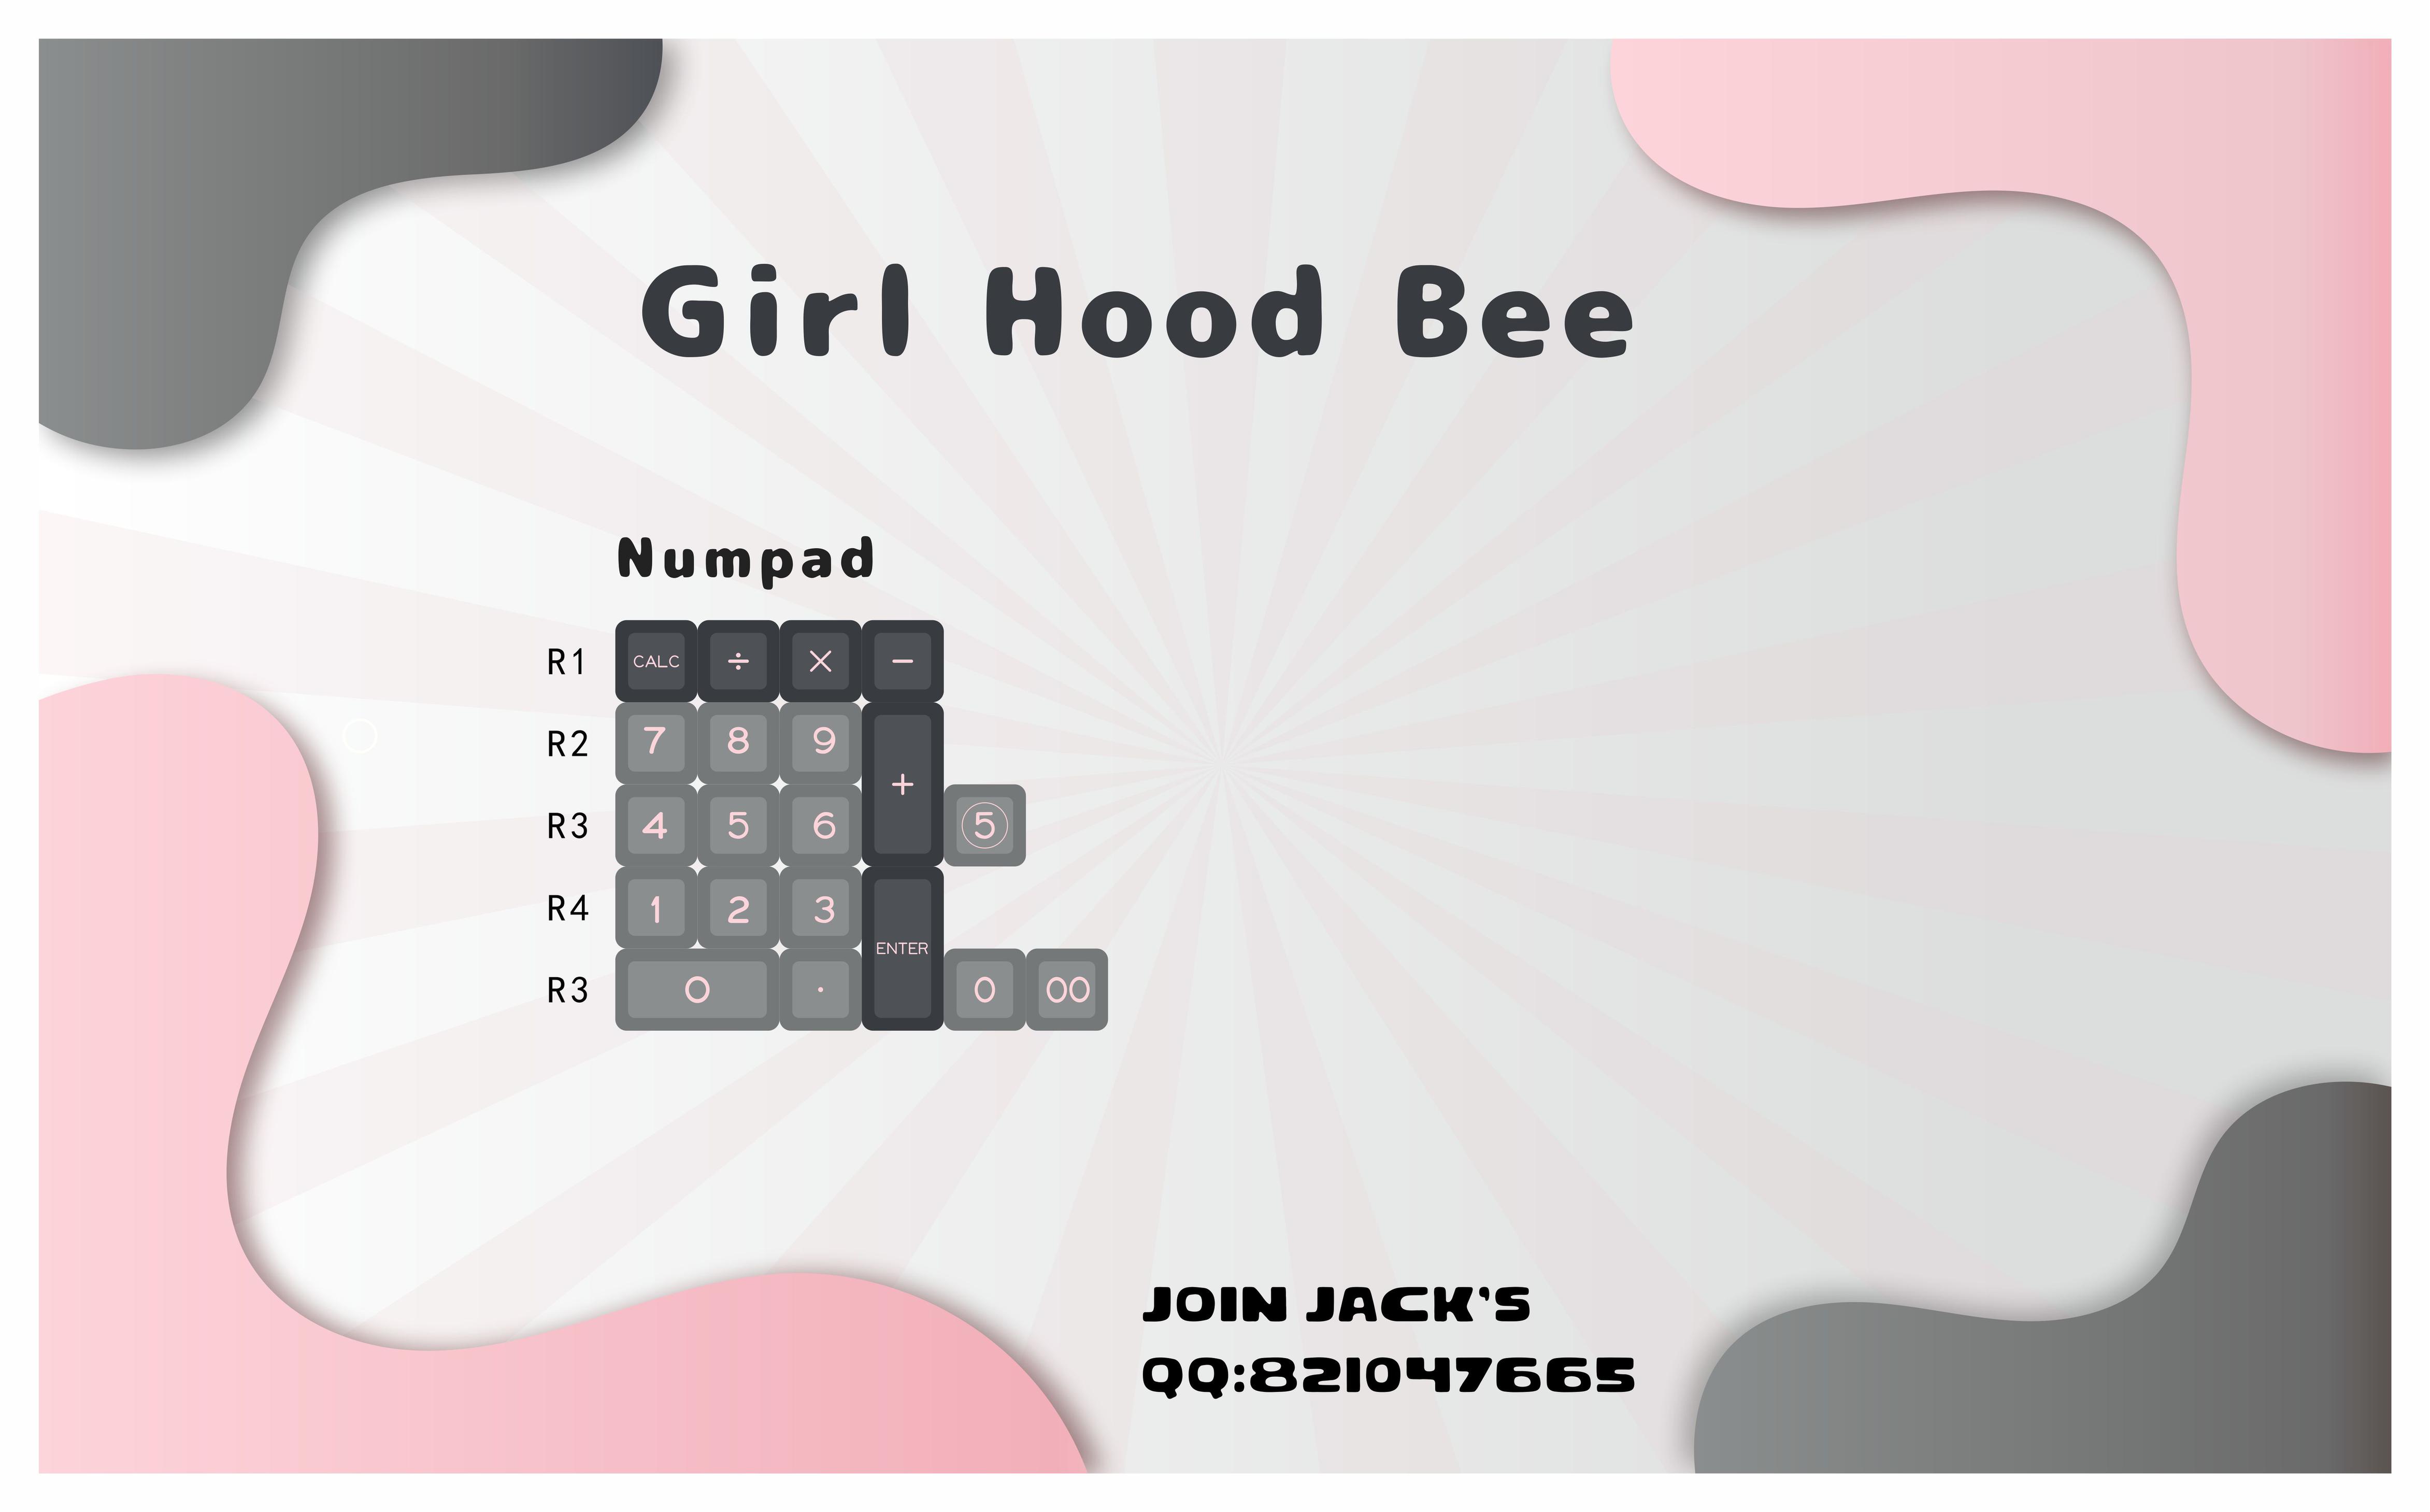 Girl Hood Bee
Numpad
R1 CALC ÷ × −
R2 7 8 9 +
R3 4 5 6 5
R4 1 2 3 ENTER
R3 0 . 0 00
JOIN JACK'S
QQ:821047665